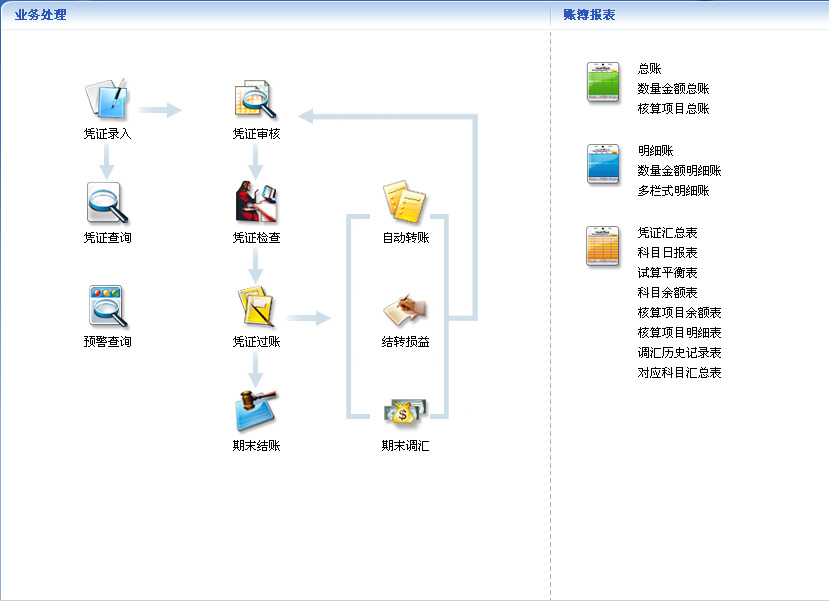 业务处理
凭证录入
凭证审核
凭证查询
凭证检查
自动转账
预警查询
凭证过账
结转损益
期末结账
期末调汇
账簿报表
总账
数量金额总账
核算项目总账
明细账
数量金额明细账
多栏式明细账
凭证汇总表
科目日报表
试算平衡表
科目余额表
核算项目余额表
核算项目明细表
调汇历史记录表
对应科目汇总表